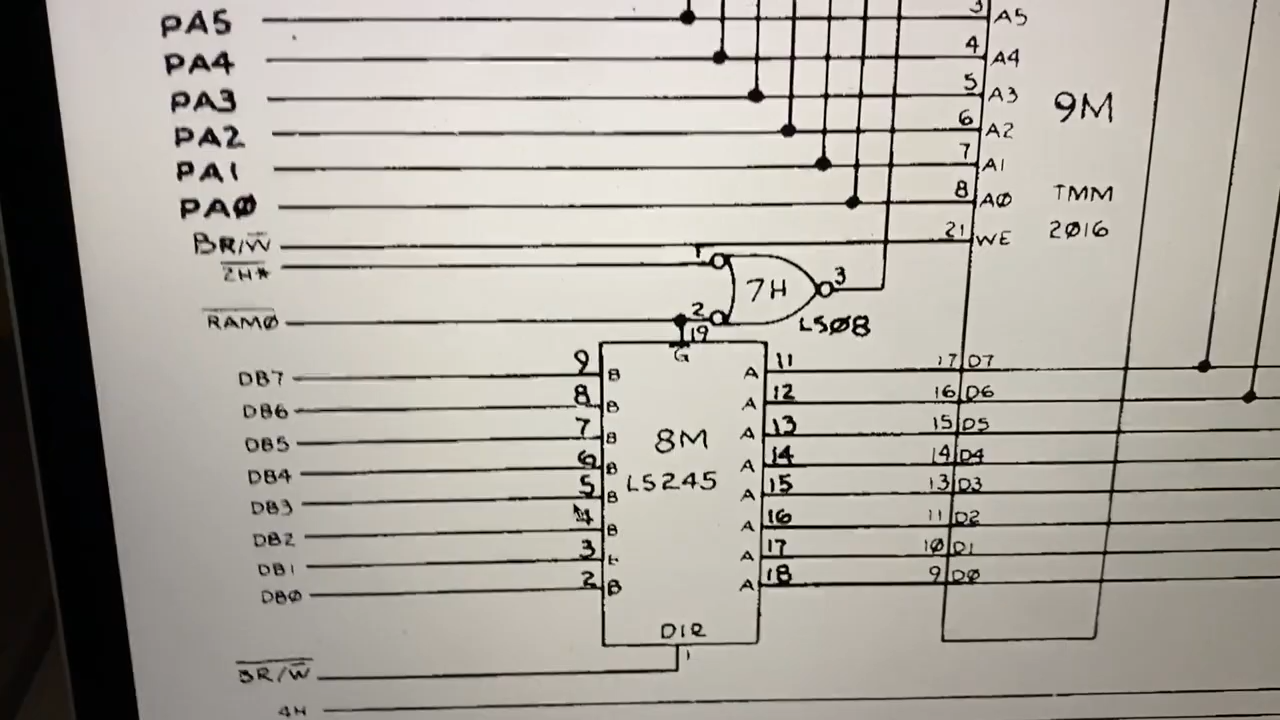 PA5 3 A5
PA4 4 A4
PA3 5 A3 9M
PA2 6 A2
PA1 7 A1
PAØ 8 AØ TMM
BR/W̅ 21 WE 2Ø16
2H* 1 7H 3
RAMØ 2 LSØ8
19 G
DB7 9 B A 11 17 D7
DB6 8 B A 12 16 D6
DB5 7 B 8M A 13 15 D5
DB4 6 B LS245 A 14 14 D4
DB3 5 B A 15 13 D3
DB2 4 B A 16 11 D2
DB1 3 A 17 1Ø D1
DBØ 2 B A 18 9 DØ
DIR
BR/W̅ 1
4H